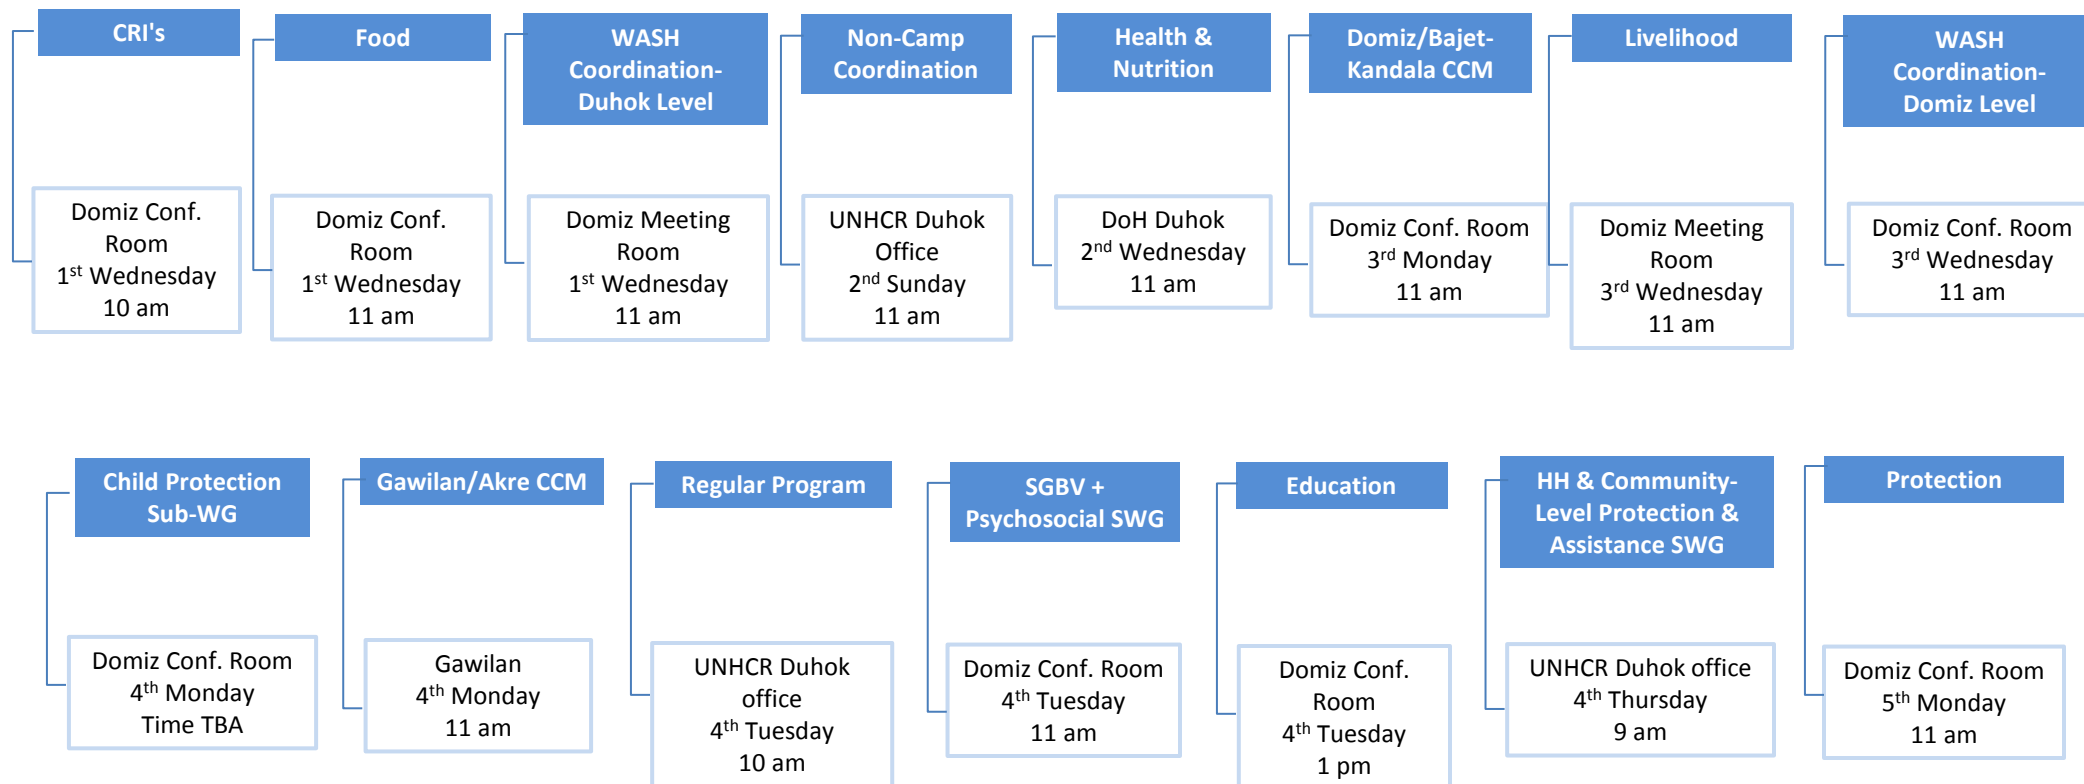 CRI's
Food
WASH
Coordination-
Duhok Level
Non-Camp
Coordination
Health &
Nutrition
Domiz/Bajet-
Kandala CCM
Livelihood
WASH
Coordination-
Domiz Level
Domiz Conf.
Room
1st Wednesday
10 am
Domiz Conf.
Room
1st Wednesday
11 am
Domiz Meeting
Room
1st Wednesday
11 am
UNHCR Duhok
Office
2nd Sunday
11 am
DoH Duhok
2nd Wednesday
11 am
Domiz Conf. Room
3rd Monday
11 am
Domiz Meeting
Room
3rd Wednesday
11 am
Domiz Conf. Room
3rd Wednesday
11 am
Child Protection
Sub-WG
Gawilan/Akre CCM
Regular Program
SGBV +
Psychosocial SWG
Education
HH & Community-
Level Protection &
Assistance SWG
Protection
Domiz Conf. Room
4th Monday
Time TBA
Gawilan
4th Monday
11 am
UNHCR Duhok
office
4th Tuesday
10 am
Domiz Conf. Room
4th Tuesday
11 am
Domiz Conf.
Room
4th Tuesday
1 pm
UNHCR Duhok office
4th Thursday
9 am
Domiz Conf. Room
5th Monday
11 am